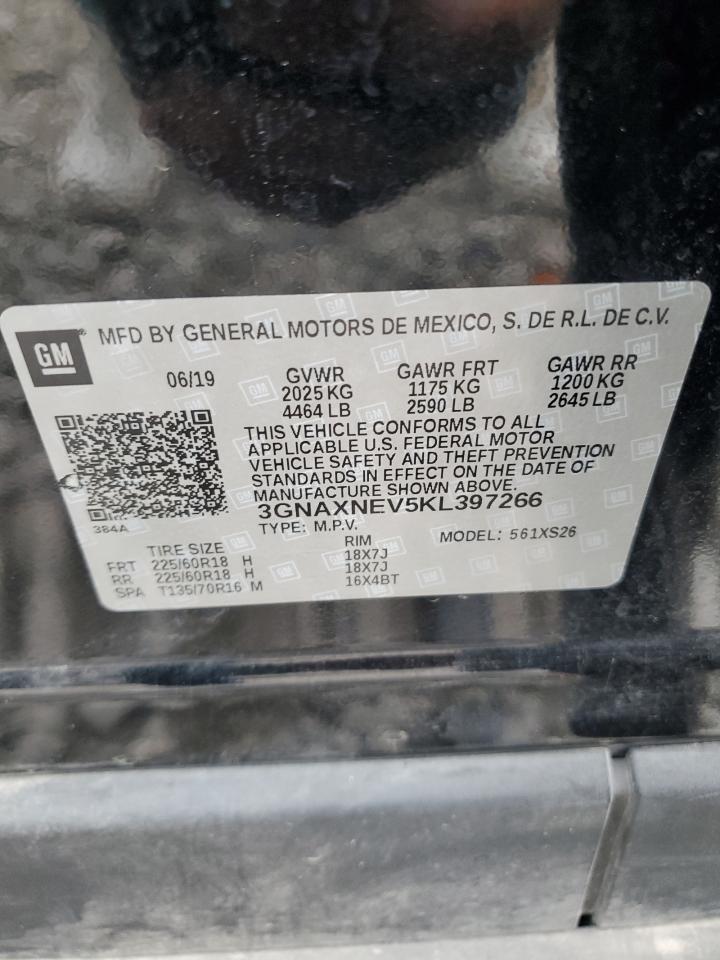 GM
MFD BY GENERAL MOTORS DE MEXICO, S. DE R.L. DE C.V.
06/19 GVWR GAWR FRT GAWR RR
2025 KG 1175 KG 1200 KG
4464 LB 2590 LB 2645 LB
THIS VEHICLE CONFORMS TO ALL
APPLICABLE U.S. FEDERAL MOTOR
VEHICLE SAFETY AND THEFT PREVENTION
STANDARDS IN EFFECT ON THE DATE OF
MANUFACTURE SHOWN ABOVE.
3GNAXNEV5KL397266
384A TYPE: M.P.V. MODEL: 561XS26
TIRE SIZE RIM
FRT 225/60R18 H 18X7J
RR 225/60R18 H 18X7J
SPA T135/70R16 M 16X4BT